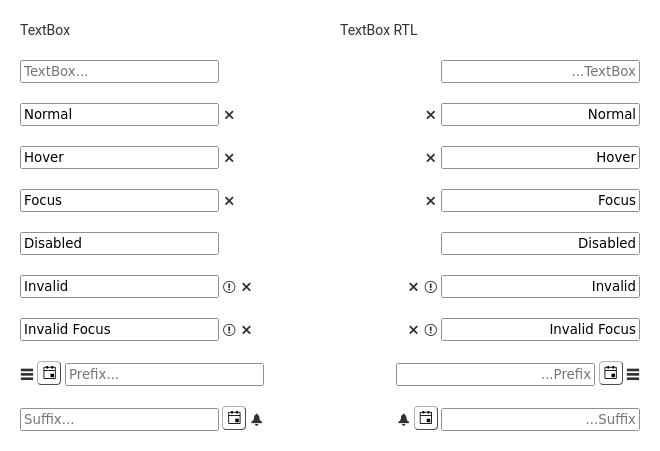 TextBox
TextBox RTL
TextBox...
...TextBox
Normal
Normal
Hover
Hover
Focus
Focus
Disabled
Disabled
Invalid
Invalid
Invalid Focus
Invalid Focus
Prefix...
...Prefix
Suffix...
...Suffix